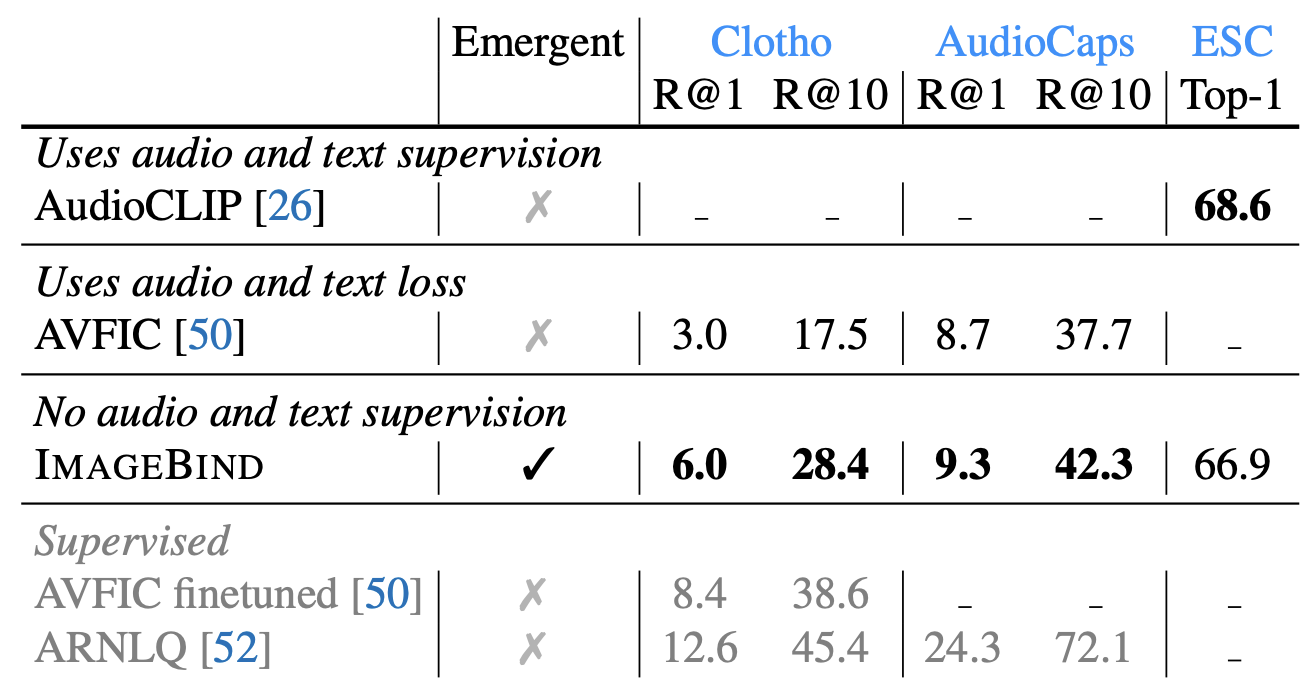 Emergent Clotho AudioCaps ESC
R@1 R@10 R@1 R@10 Top-1
Uses audio and text supervision
AudioCLIP [26] ✗ – – – – 68.6
Uses audio and text loss
AVFIC [50] ✗ 3.0 17.5 8.7 37.7 –
No audio and text supervision
IMAGEBIND ✓ 6.0 28.4 9.3 42.3 66.9
Supervised
AVFIC finetuned [50] ✗ 8.4 38.6 – – –
ARNLQ [52] ✗ 12.6 45.4 24.3 72.1 –